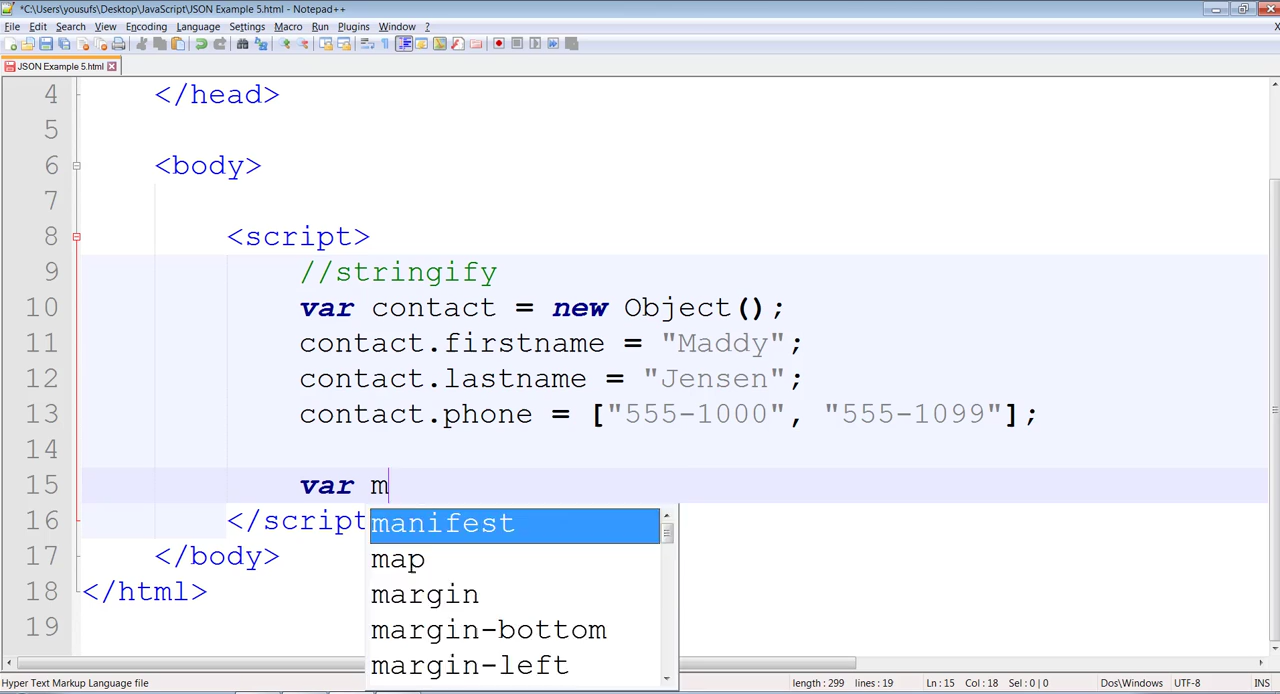 *C:\Users\yousufs\Desktop\JavaScript\JSON Example 5.html - Notepad++
File Edit Search View Encoding Language Settings Macro Run Plugins Window ?
X
JSON Example 5.html
4 </head>
5
6 <body>
7
8 <script>
9 //stringify
10 var contact = new Object();
11 contact.firstname = "Maddy";
12 contact.lastname = "Jensen";
13 contact.phone = ["555-1000", "555-1099"];
14
15 var m
16 </script
manifest
17 </body>
map
18 </html>
margin
19
margin-bottom
margin-left
Hyper Text Markup Language file length : 299 lines : 19 Ln : 15 Col : 18 Sel : 0 | 0 Dos\Windows UTF-8 INS